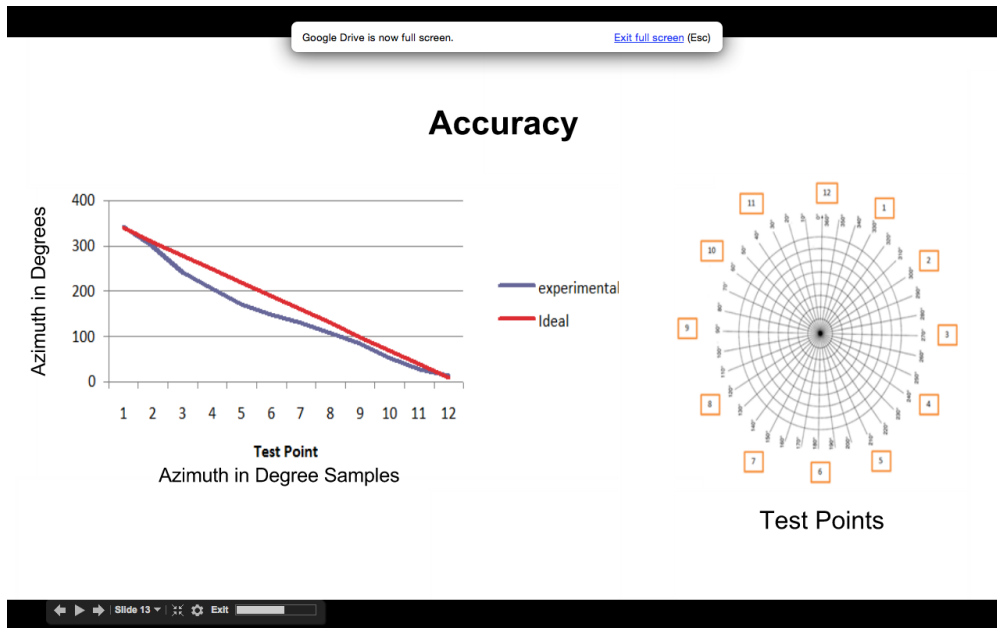 Google Drive is now full screen. Exit full screen (Esc)
Accuracy
Azimuth in Degrees
400
300
200
100
0
1 2 3 4 5 6 7 8 9 10 11 12
Test Point
Azimuth in Degree Samples
experimental
Ideal
12
11
1
10
2
9
3
8
4
7
5
6
Test Points
Slide 13
Exit